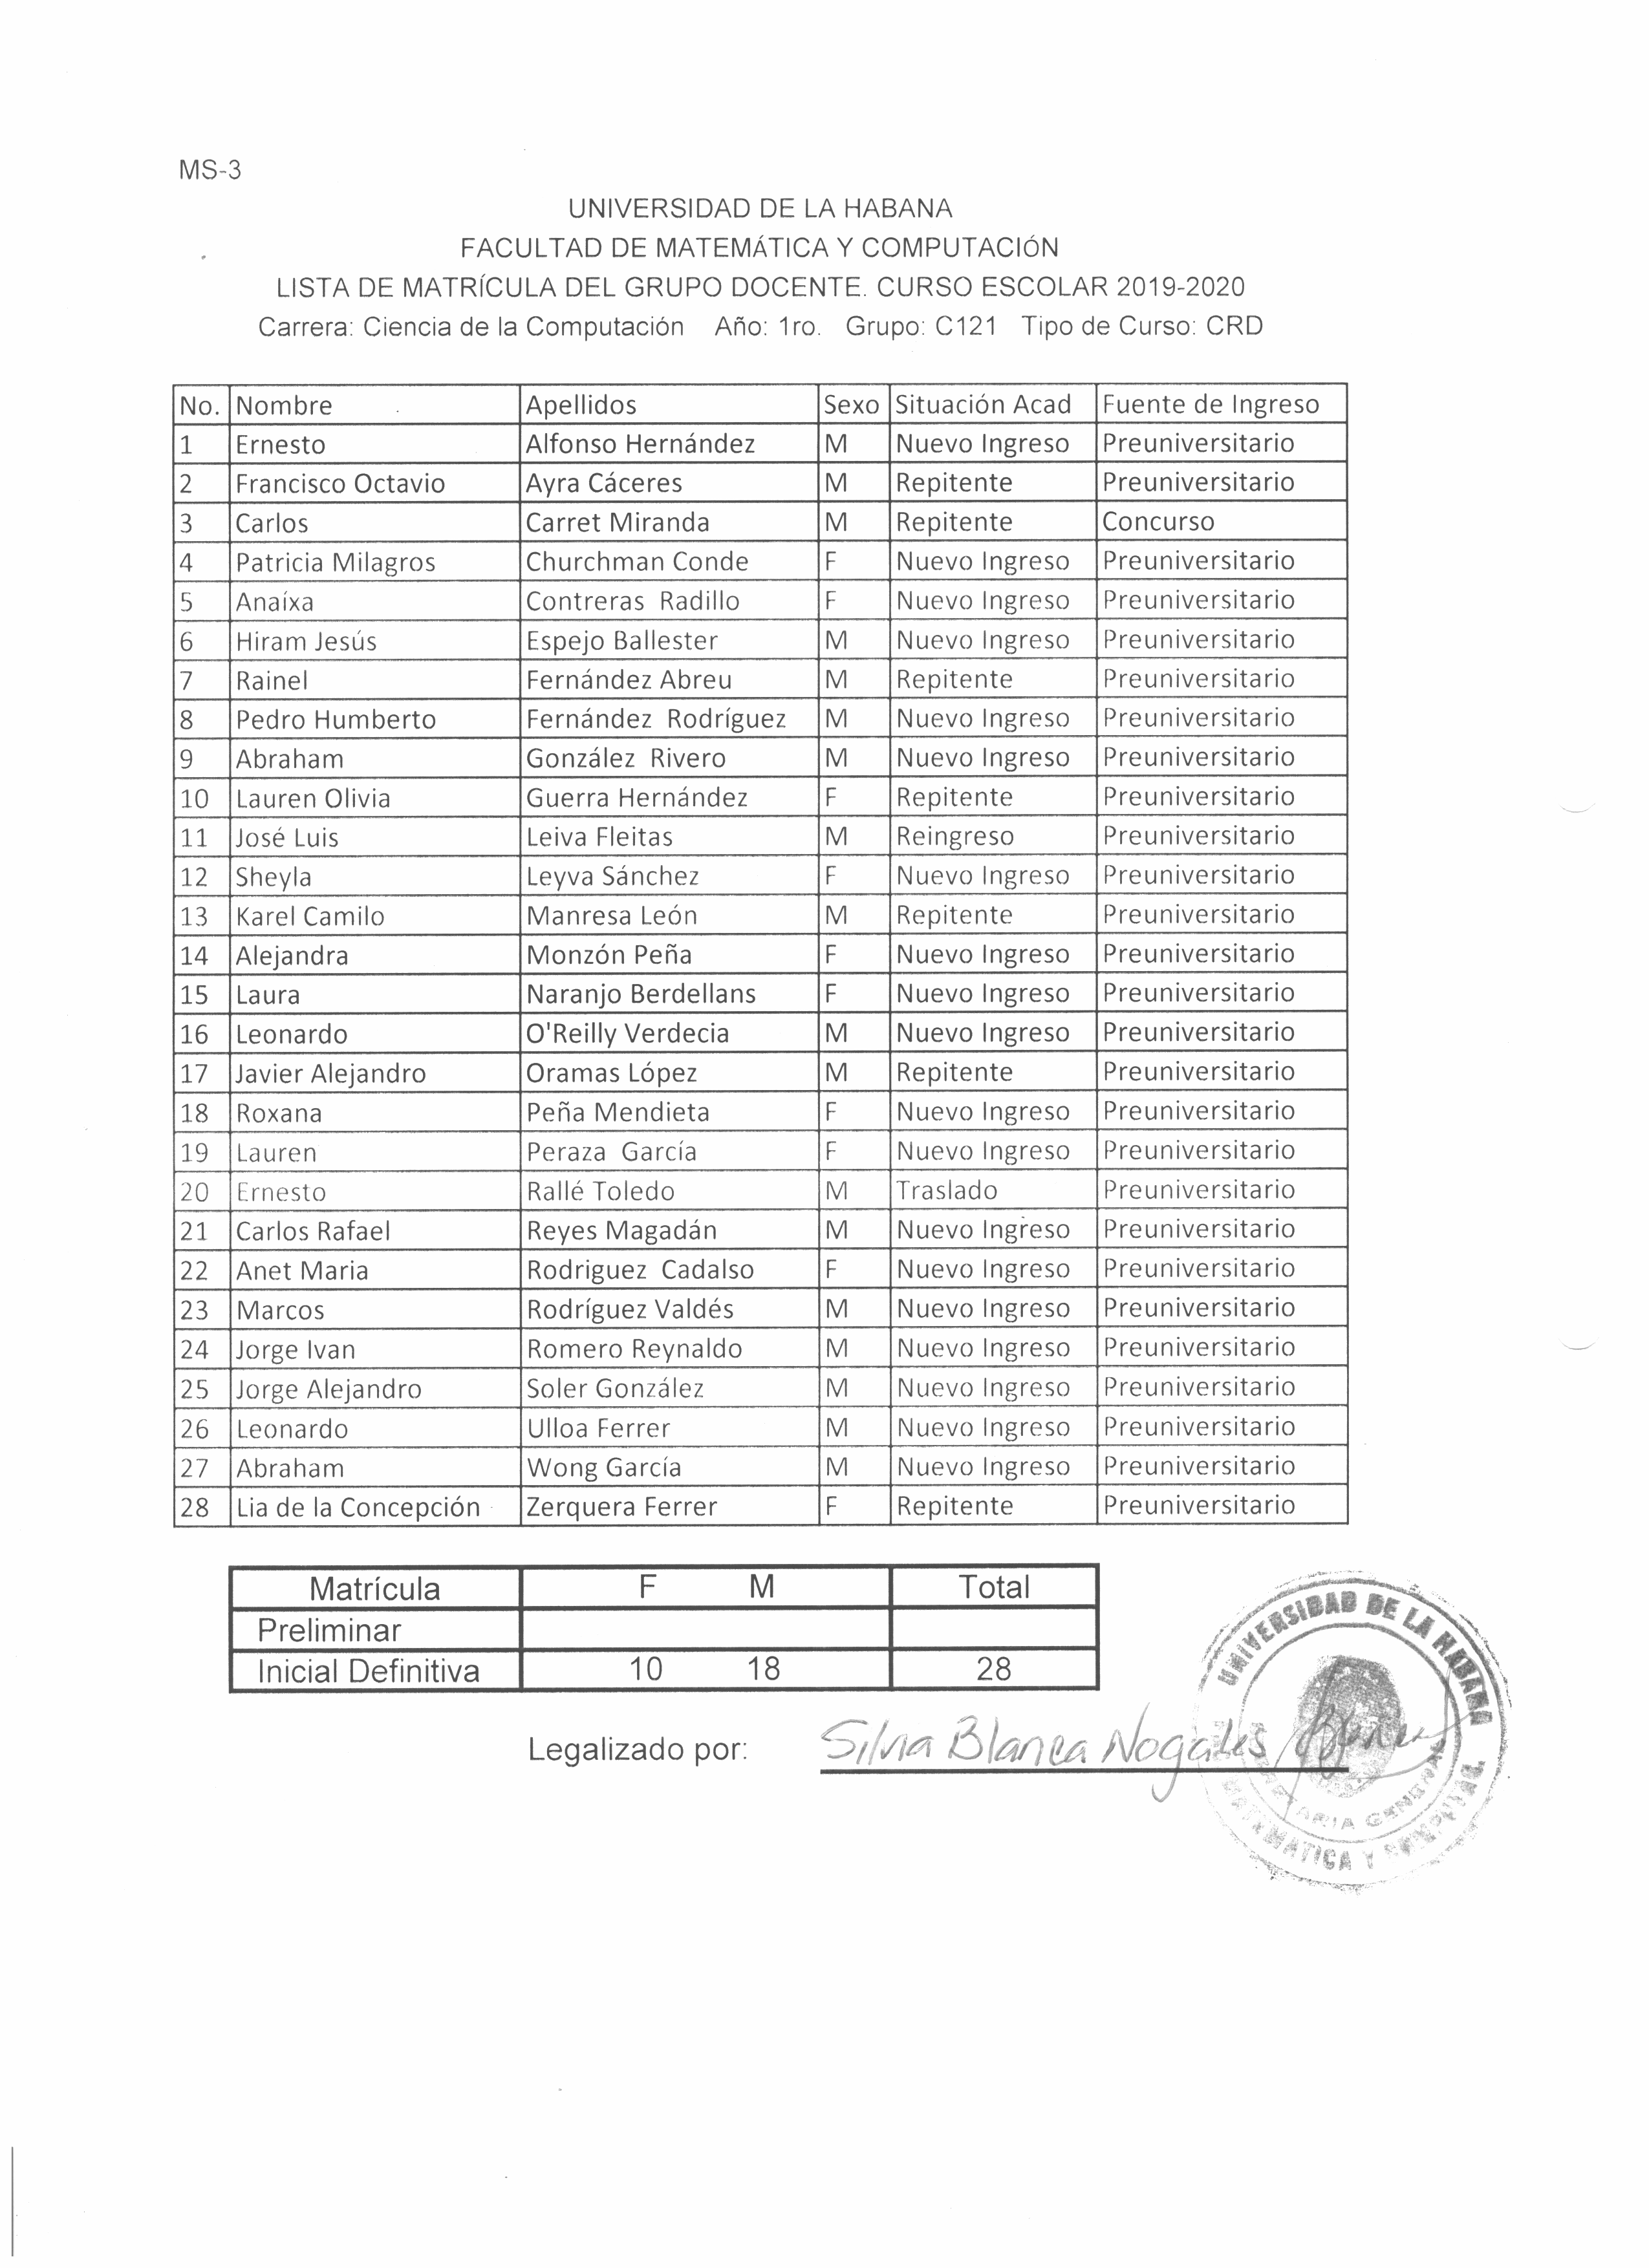 MS-3
UNIVERSIDAD DE LA HABANA
FACULTAD DE MATEMÁTICA Y COMPUTACIÓN
LISTA DE MATRÍCULA DEL GRUPO DOCENTE. CURSO ESCOLAR 2019-2020
Carrera: Ciencia de la Computación Año: 1ro. Grupo: C121 Tipo de Curso: CRD
No. Nombre Apellidos Sexo Situación Acad Fuente de Ingreso
1 Ernesto Alfonso Hernández M Nuevo Ingreso Preuniversitario
2 Francisco Octavio Ayra Cáceres M Repitente Preuniversitario
3 Carlos Carret Miranda M Repitente Concurso
4 Patricia Milagros Churchman Conde F Nuevo Ingreso Preuniversitario
5 Anaíxa Contreras Radillo F Nuevo Ingreso Preuniversitario
6 Hiram Jesús Espejo Ballester M Nuevo Ingreso Preuniversitario
7 Rainel Fernández Abreu M Repitente Preuniversitario
8 Pedro Humberto Fernández Rodríguez M Nuevo Ingreso Preuniversitario
9 Abraham González Rivero M Nuevo Ingreso Preuniversitario
10 Lauren Olivia Guerra Hernández F Repitente Preuniversitario
11 José Luis Leiva Fleitas M Reingreso Preuniversitario
12 Sheyla Leyva Sánchez F Nuevo Ingreso Preuniversitario
13 Karel Camilo Manresa León M Repitente Preuniversitario
14 Alejandra Monzón Peña F Nuevo Ingreso Preuniversitario
15 Laura Naranjo Berdellans F Nuevo Ingreso Preuniversitario
16 Leonardo O'Reilly Verdecia M Nuevo Ingreso Preuniversitario
17 Javier Alejandro Oramas López M Repitente Preuniversitario
18 Roxana Peña Mendieta F Nuevo Ingreso Preuniversitario
19 Lauren Peraza García F Nuevo Ingreso Preuniversitario
20 Ernesto Rallé Toledo M Traslado Preuniversitario
21 Carlos Rafael Reyes Magadán M Nuevo Ingreso Preuniversitario
22 Anet Maria Rodriguez Cadalso F Nuevo Ingreso Preuniversitario
23 Marcos Rodríguez Valdés M Nuevo Ingreso Preuniversitario
24 Jorge Ivan Romero Reynaldo M Nuevo Ingreso Preuniversitario
25 Jorge Alejandro Soler González M Nuevo Ingreso Preuniversitario
26 Leonardo Ulloa Ferrer M Nuevo Ingreso Preuniversitario
27 Abraham Wong García M Nuevo Ingreso Preuniversitario
28 Lia de la Concepción Zerquera Ferrer F Repitente Preuniversitario
Matrícula F M Total
Preliminar
Inicial Definitiva 10 18 28
Legalizado por: Silvia Blanca Nogales
UNIVERSIDAD DE LA HABANA
GENERAL
MATEMATICA Y